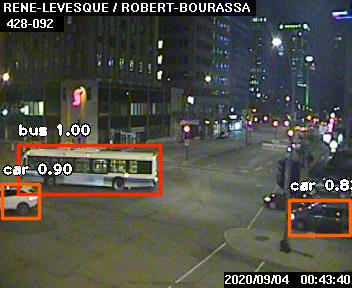 RENE-LEVESQUE / ROBERT-BOURASSA
428-092
bus 1.00
car 0.90
car 0.83
2020/09/04 00:43:40